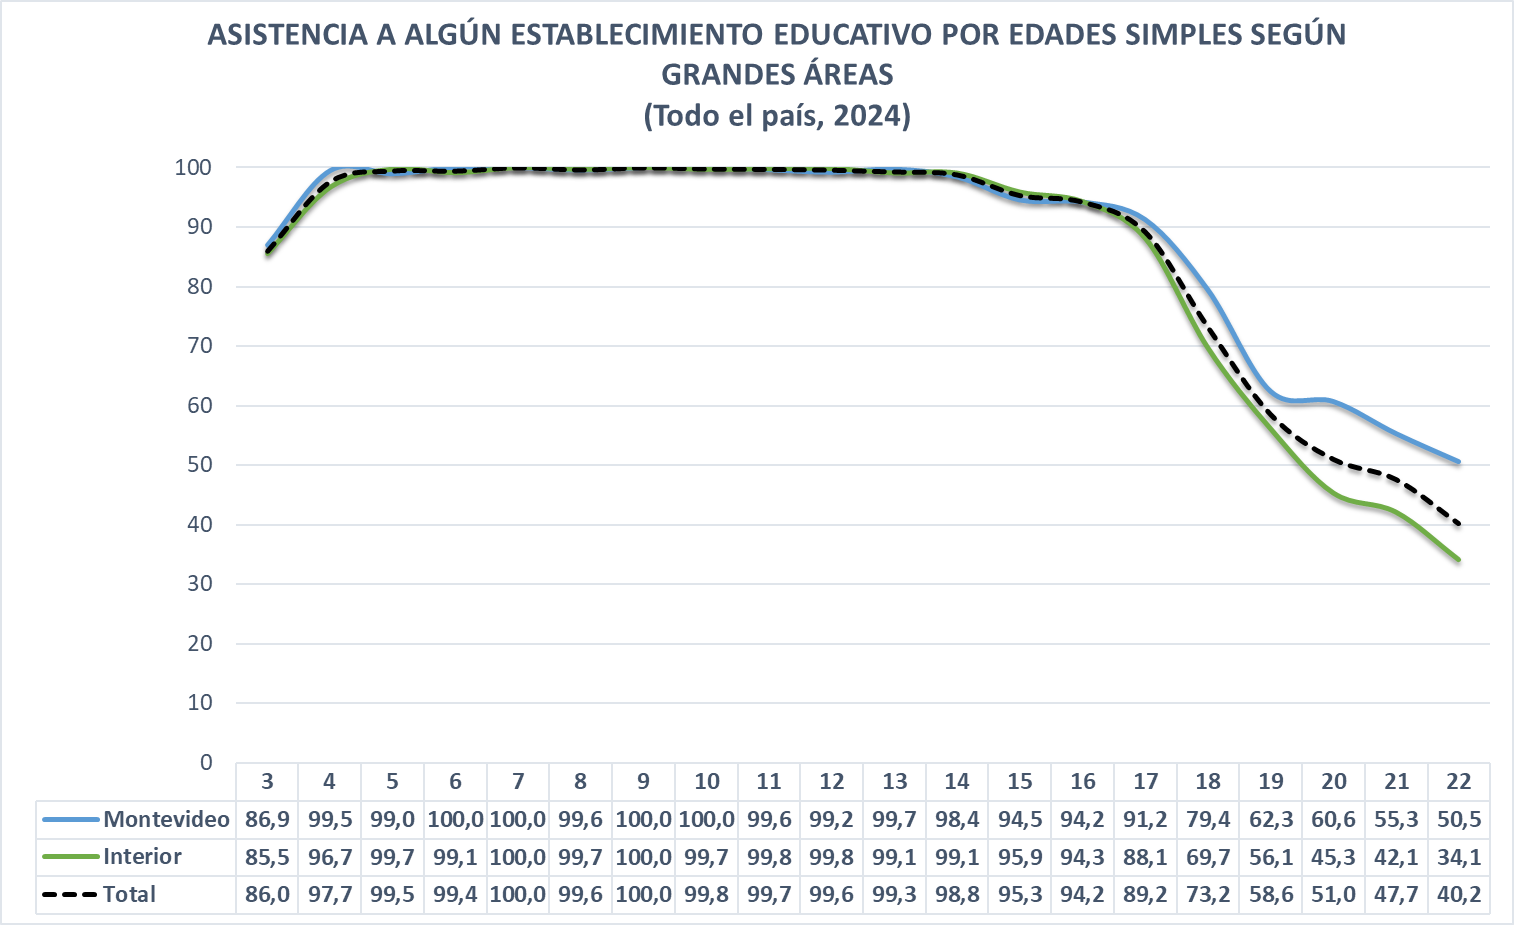 ASISTENCIA A ALGÚN ESTABLECIMIENTO EDUCATIVO POR EDADES SIMPLES SEGÚN
GRANDES ÁREAS
(Todo el país, 2024)
100
90
80
70
60
50
40
30
20
10
0
3 4 5 6 7 8 9 10 11 12 13 14 15 16 17 18 19 20 21 22
Montevideo 86,9 99,5 99,0 100,0 100,0 99,6 100,0 100,0 99,6 99,2 99,7 98,4 94,5 94,2 91,2 79,4 62,3 60,6 55,3 50,5
Interior 85,5 96,7 99,7 99,1 100,0 99,7 100,0 99,7 99,8 99,8 99,1 99,1 95,9 94,3 88,1 69,7 56,1 45,3 42,1 34,1
Total 86,0 97,7 99,5 99,4 100,0 99,6 100,0 99,8 99,7 99,6 99,3 98,8 95,3 94,2 89,2 73,2 58,6 51,0 47,7 40,2